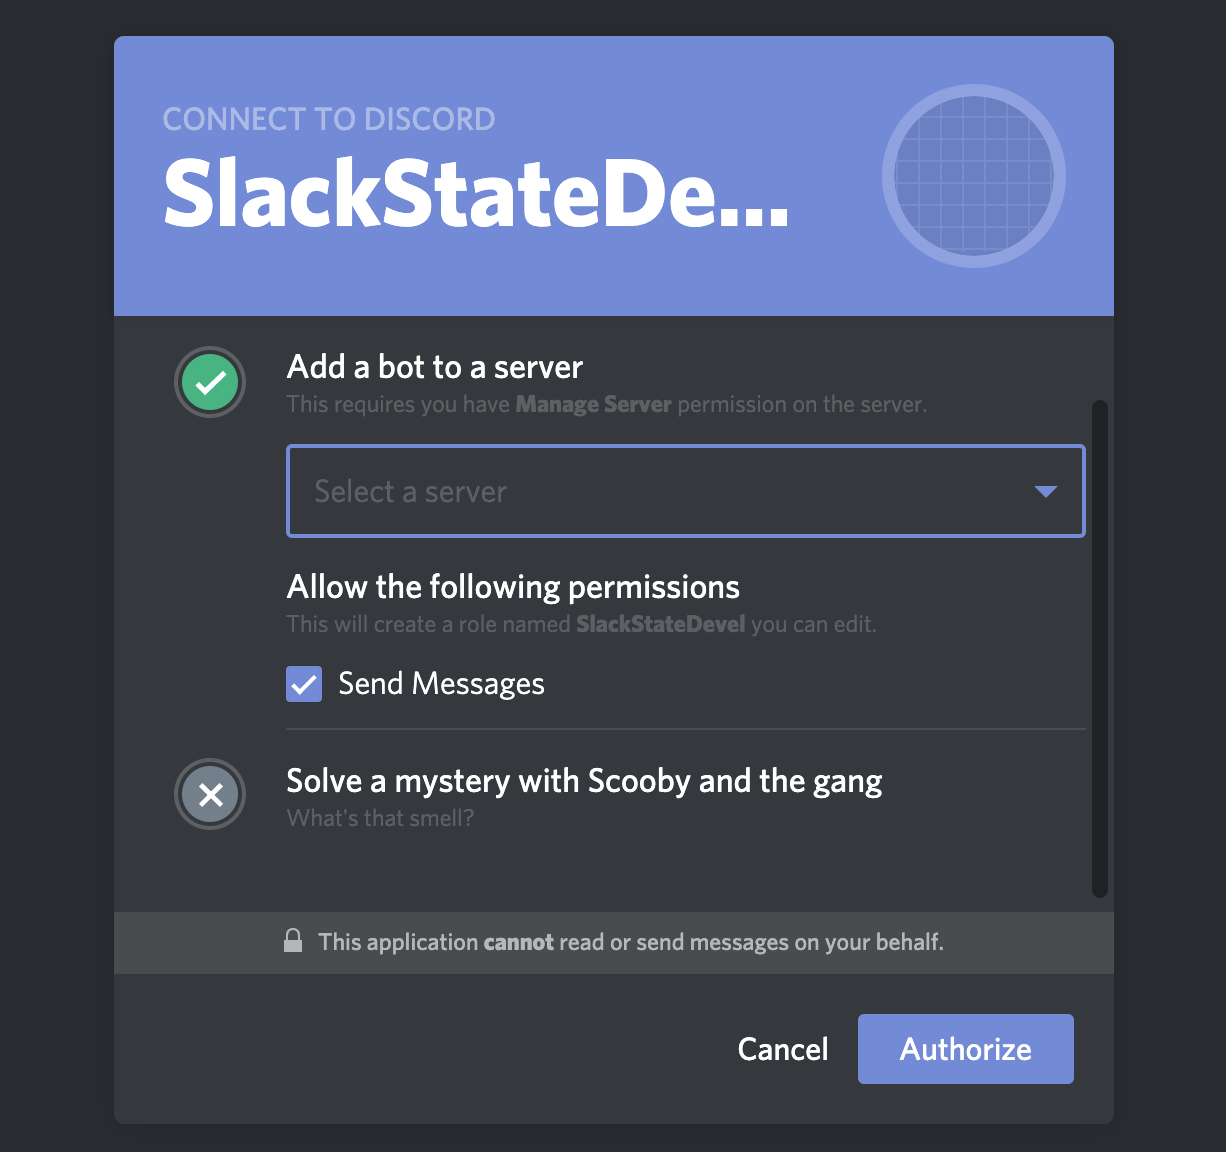 CONNECT TO DISCORD
SlackStateDe...
Add a bot to a server
This requires you have Manage Server permission on the server.
Select a server
Allow the following permissions
This will create a role named SlackStateDevel you can edit.
Send Messages
Solve a mystery with Scooby and the gang
What's that smell?
This application cannot read or send messages on your behalf.
Cancel
Authorize